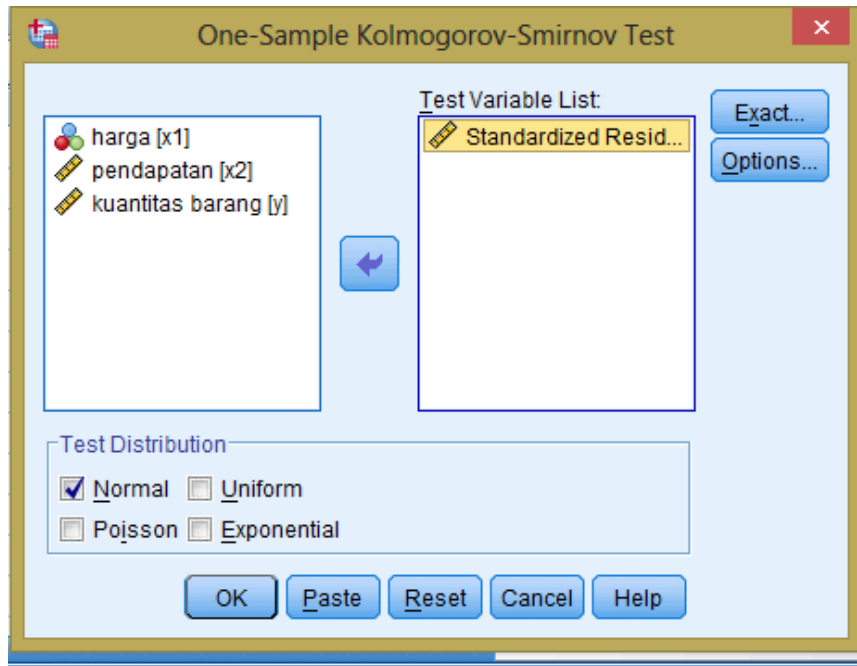 One-Sample Kolmogorov-Smirnov Test
Test Variable List:
harga [x1]
pendapatan [x2]
kuantitas barang [y]
Standardized Resid...
Exact...
Options...
Test Distribution
Normal Uniform
Poisson Exponential
OK Paste Reset Cancel Help